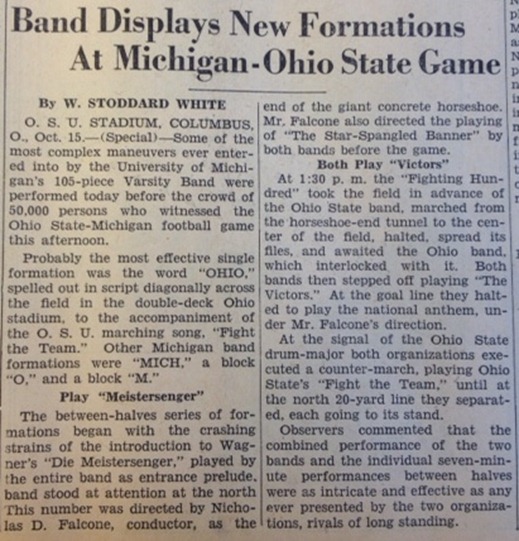 Band Displays New Formations
At Michigan-Ohio State Game
By W. STODDARD WHITE
O. S. U. STADIUM, COLUMBUS,
O., Oct. 15.—(Special)—Some of the
most complex maneuvers ever enter-
ed into by the University of Michi-
gan's 105-piece Varsity Band were
performed today before the crowd of
50,000 persons who witnessed the
Ohio State-Michigan football game
this afternoon.
Probably the most effective single
formation was the word "OHIO,"
spelled out in script diagonally across
the field in the double-deck Ohio
stadium, to the accompaniment of
the O. S. U. marching song, "Fight
the Team." Other Michigan band
formations were "MICH," a block
"O," and a block "M."
Play "Meistersenger"
The between-halves series of for-
mations began with the crashing
strains of the introduction to Wag-
ner's "Die Meistersenger," played by
the entire band as entrance prelude.
band stood at attention at the north
This number was directed by Nicho-
las D. Falcone, conductor, as the
end of the giant concrete horseshoe.
Mr. Falcone also directed the playing
of "The Star-Spangled Banner" by
both bands before the game.
Both Play "Victors"
At 1:30 p. m. the "Fighting Hun-
dred" took the field in advance of
the Ohio State band, marched from
the horseshoe-end tunnel to the cen-
ter of the field, halted, spread its
files, and awaited the Ohio band,
which interlocked with it. Both
bands then stepped off playing "The
Victors." At the goal line they halt-
ed to play the national anthem, un-
der Mr. Falcone's direction.
At the signal of the Ohio State
drum-major both organizations exe-
cuted a counter-march, playing Ohio
State's "Fight the Team," until at
the north 20-yard line they separat-
ed, each going to its stand.
Observers commented that the
combined performance of the two
bands and the individual seven-min-
ute performances between halves
were as intricate and effective as any
ever presented by the two organiza-
tions, rivals of long standing.